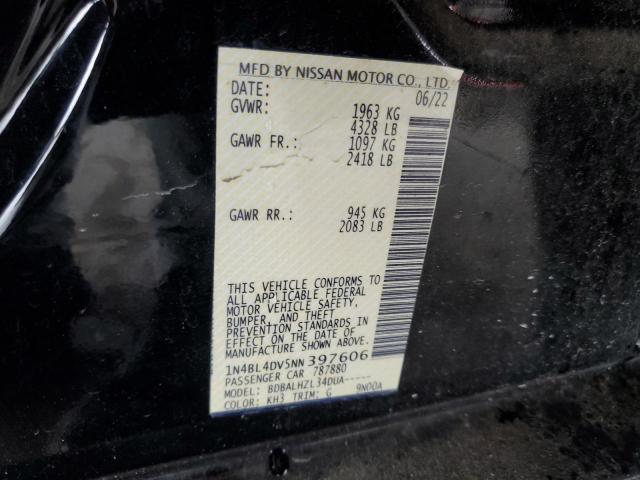 MFD BY NISSAN MOTOR CO., LTD.
DATE: 06/22
GVWR: 1963 KG
4328 LB
GAWR FR.: 1097 KG
2418 LB
GAWR RR.: 945 KG
2083 LB
THIS VEHICLE CONFORMS TO
ALL APPLICABLE FEDERAL
MOTOR VEHICLE SAFETY,
BUMPER, AND THEFT
PREVENTION STANDARDS IN
EFFECT ON THE DATE OF
MANUFACTURE SHOWN ABOVE.
1N4BL4DV5NN397606
PASSENGER CAR 787880
MODEL: BDBALHZL34DUA-----
COLOR: KH3 TRIM: G 9N00A